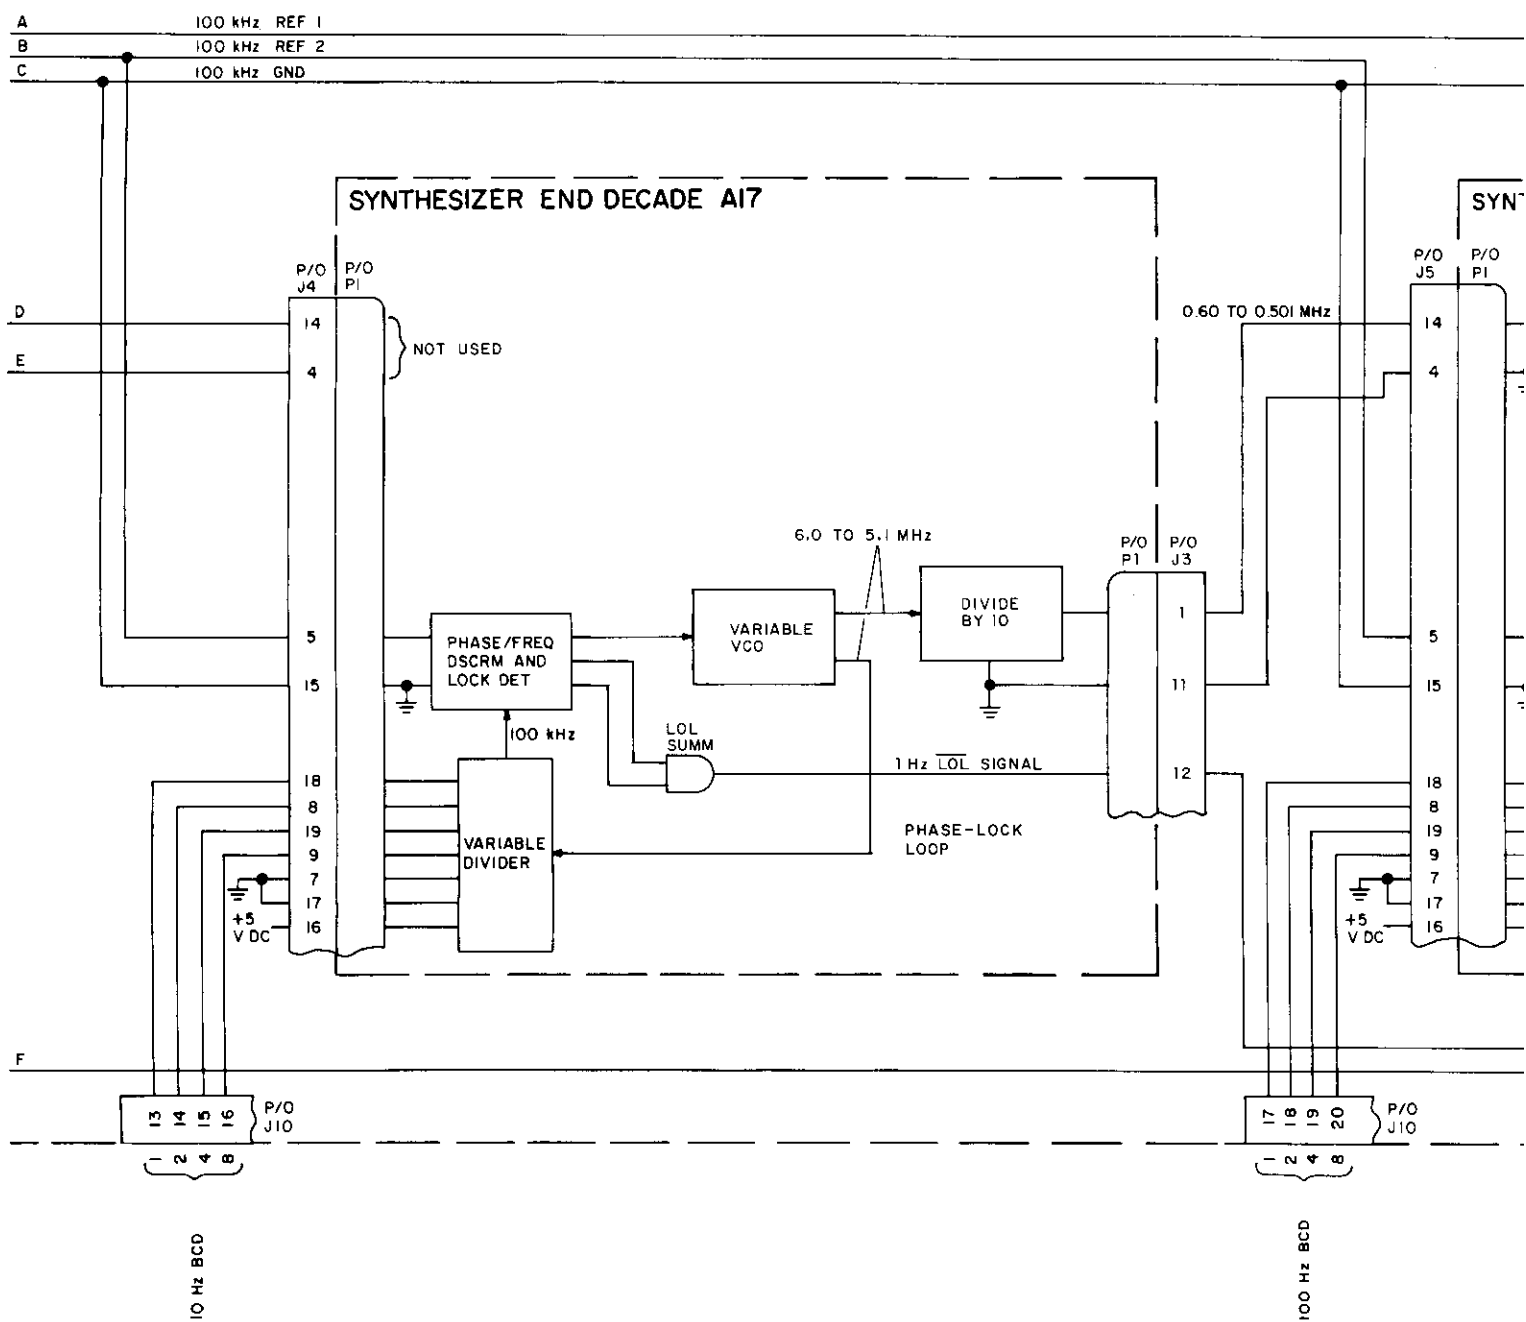 A 100 kHz REF 1
B 100 kHz REF 2
C 100 kHz GND
SYNTHESIZER END DECADE A17
SYN
P/O J4
P/O P1
D
14
E
4
NOT USED
5
15
18
8
19
9
7
17
16
+5 V DC
PHASE/FREQ
DSCRM AND
LOCK DET
100 kHz
VARIABLE
DIVIDER
LOL
SUMM
VARIABLE
VCO
6.0 TO 5.1 MHz
DIVIDE
BY 10
1 Hz L̅O̅L̅ SIGNAL
PHASE-LOCK
LOOP
P/O P1
P/O J3
1
11
12
0.60 TO 0.501 MHz
P/O J5
P/O P1
14
4
5
15
18
8
19
9
7
17
16
+5
V DC
F
13 14 15 16
P/O
J10
1 2 4 8
10 Hz BCD
17 18 19 20
P/O
J10
1 2 4 8
100 Hz BCD